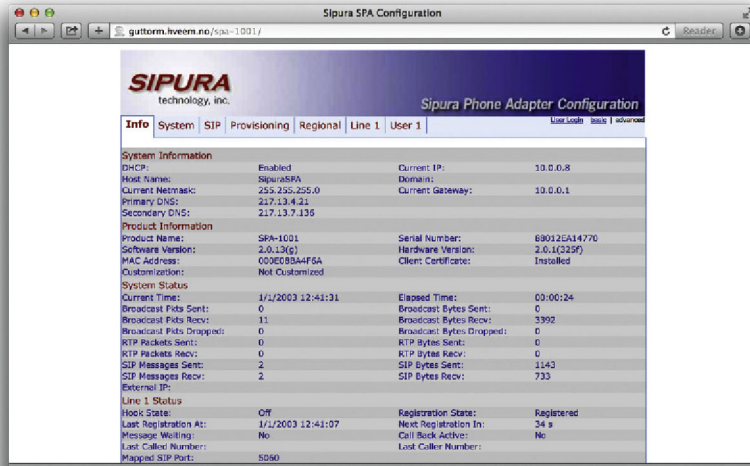 Sipura SPA Configuration
guttorm.hveem.no/spa-1001/
Reader
SIPURA
technology, inc.
Sipura Phone Adapter Configuration
Info System SIP Provisioning Regional Line 1 User 1
User Login basic | advanced
System Information
DHCP: Enabled Current IP: 10.0.0.8
Host Name: SipuraSPA Domain:
Current Netmask: 255.255.255.0 Current Gateway: 10.0.0.1
Primary DNS: 217.13.4.21
Secondary DNS: 217.13.7.136
Product Information
Product Name: SPA-1001 Serial Number: 88012EA14770
Software Version: 2.0.13(g) Hardware Version: 2.0.1(325f)
MAC Address: 000E08BA4F6A Client Certificate: Installed
Customization: Not Customized
System Status
Current Time: 1/1/2003 12:41:31 Elapsed Time: 00:00:24
Broadcast Pkts Sent: 0 Broadcast Bytes Sent: 0
Broadcast Pkts Recv: 11 Broadcast Bytes Recv: 3392
Broadcast Pkts Dropped: 0 Broadcast Bytes Dropped: 0
RTP Packets Sent: 0 RTP Bytes Sent: 0
RTP Packets Recv: 0 RTP Bytes Recv: 0
SIP Messages Sent: 2 SIP Bytes Sent: 1143
SIP Messages Recv: 2 SIP Bytes Recv: 733
External IP:
Line 1 Status
Hook State: Off Registration State: Registered
Last Registration At: 1/1/2003 12:41:07 Next Registration In: 34 s
Message Waiting: No Call Back Active: No
Last Called Number: Last Caller Number:
Mapped SIP Port: 5060